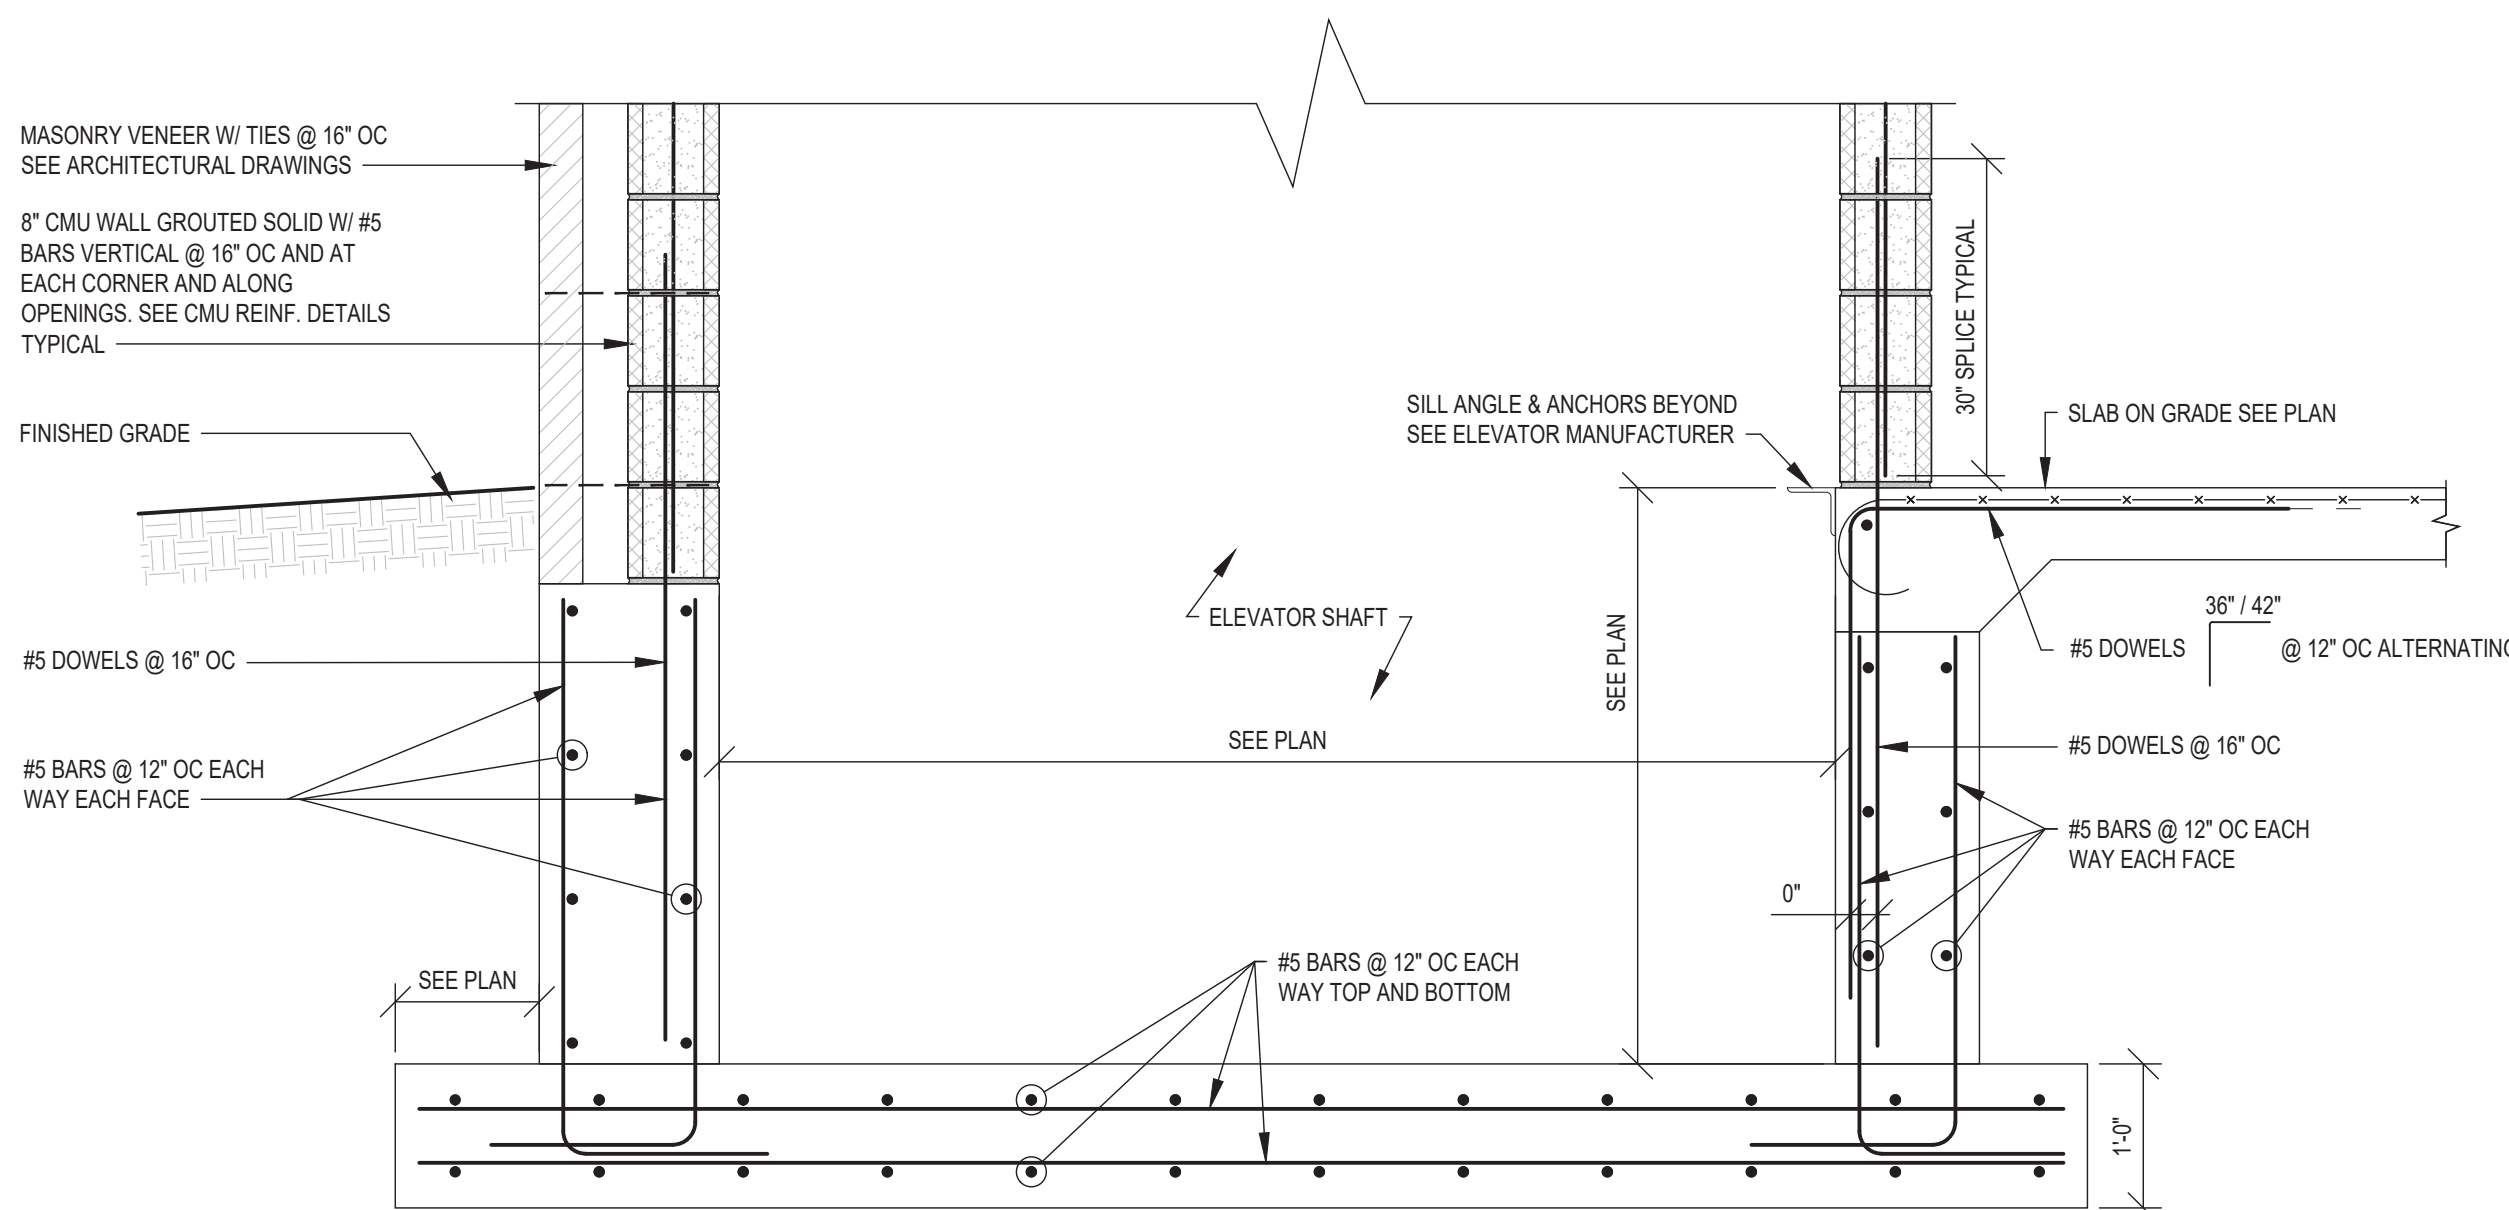 MASONRY VENEER W/ TIES @ 16" OC
SEE ARCHITECTURAL DRAWINGS
8" CMU WALL GROUTED SOLID W/ #5
BARS VERTICAL @ 16" OC AND AT
EACH CORNER AND ALONG
OPENINGS. SEE CMU REINF. DETAILS
TYPICAL
FINISHED GRADE
#5 DOWELS @ 16" OC
#5 BARS @ 12" OC EACH
WAY EACH FACE
SEE PLAN
ELEVATOR SHAFT
SEE PLAN
#5 BARS @ 12" OC EACH
WAY TOP AND BOTTOM
SILL ANGLE & ANCHORS BEYOND
SEE ELEVATOR MANUFACTURER
SEE PLAN
30" SPLICE TYPICAL
SLAB ON GRADE SEE PLAN
36" / 42"
#5 DOWELS @ 12" OC ALTERNATING
#5 DOWELS @ 16" OC
#5 BARS @ 12" OC EACH
WAY EACH FACE
0"
1'-0"